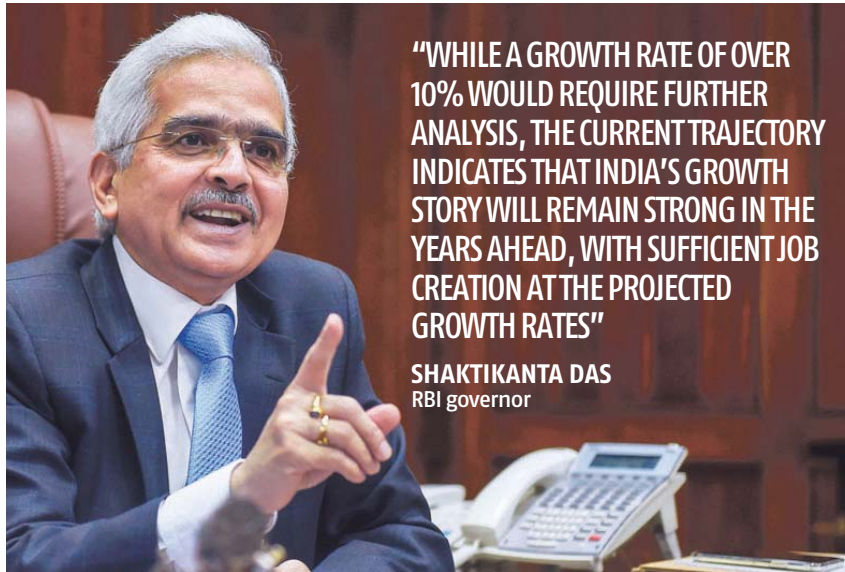 “WHILE A GROWTH RATE OF OVER
10% WOULD REQUIRE FURTHER
ANALYSIS, THE CURRENT TRAJECTORY
INDICATES THAT INDIA’S GROWTH
STORY WILL REMAIN STRONG IN THE
YEARS AHEAD, WITH SUFFICIENT JOB
CREATION AT THE PROJECTED
GROWTH RATES”
SHAKTIKANTA DAS
RBI governor